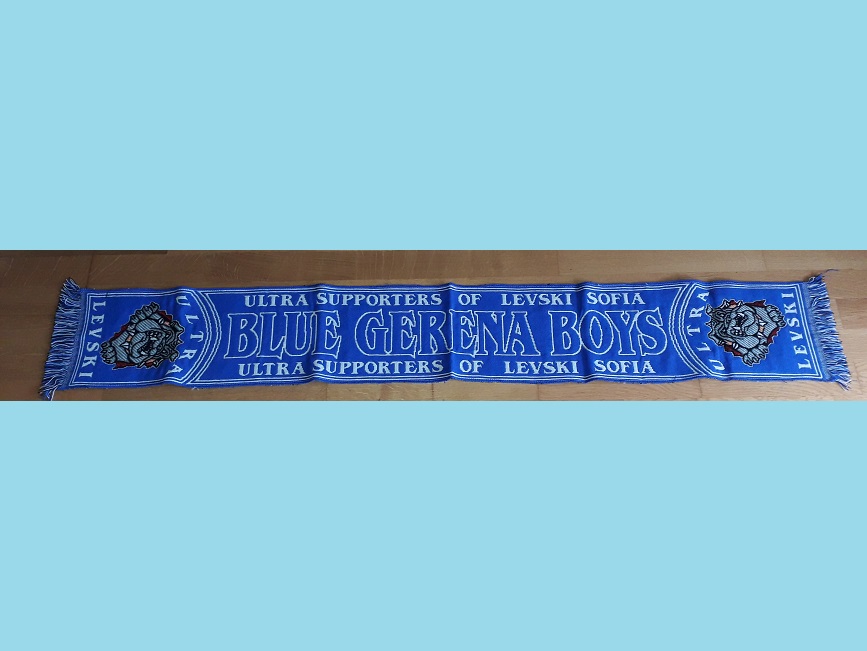 LEVSKI
ULTRA
ULTRA SUPPORTERS OF LEVSKI SOFIA
BLUE GERENA BOYS
ULTRA SUPPORTERS OF LEVSKI SOFIA
ULTRA
LEVSKI